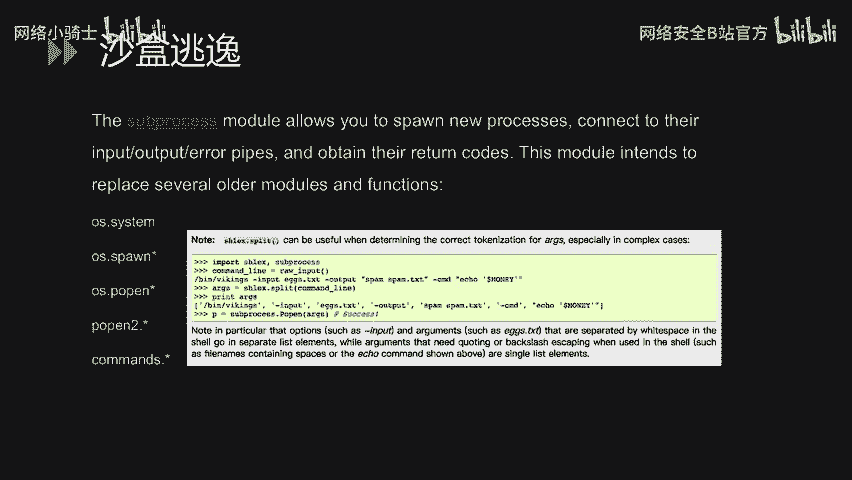 网络小骑士 bilibili
网络安全B站官方 bilibili
沙盒逃逸
The subprocess module allows you to spawn new processes, connect to their
input/output/error pipes, and obtain their return codes. This module intends to
replace several older modules and functions:
os.system
os.spawn*
os.popen*
popen2.*
commands.*
Note: shlex.split() can be useful when determining the correct tokenization for args, especially in complex cases:
>>> import shlex, subprocess
>>> command_line = raw_input()
/bin/vikings -input eggs.txt -output "spam spam.txt" -cmd "echo '$MONEY'"
>>> args = shlex.split(command_line)
>>> print args
['/bin/vikings', '-input', 'eggs.txt', '-output', 'spam spam.txt', '-cmd', "echo '$MONEY'"]
>>> p = subprocess.Popen(args) # Success!
Note in particular that options (such as -input) and arguments (such as eggs.txt) that are separated by whitespace in the
shell go in separate list elements, while arguments that need quoting or backslash escaping when used in the shell (such
as filenames containing spaces or the echo command shown above) are single list elements.